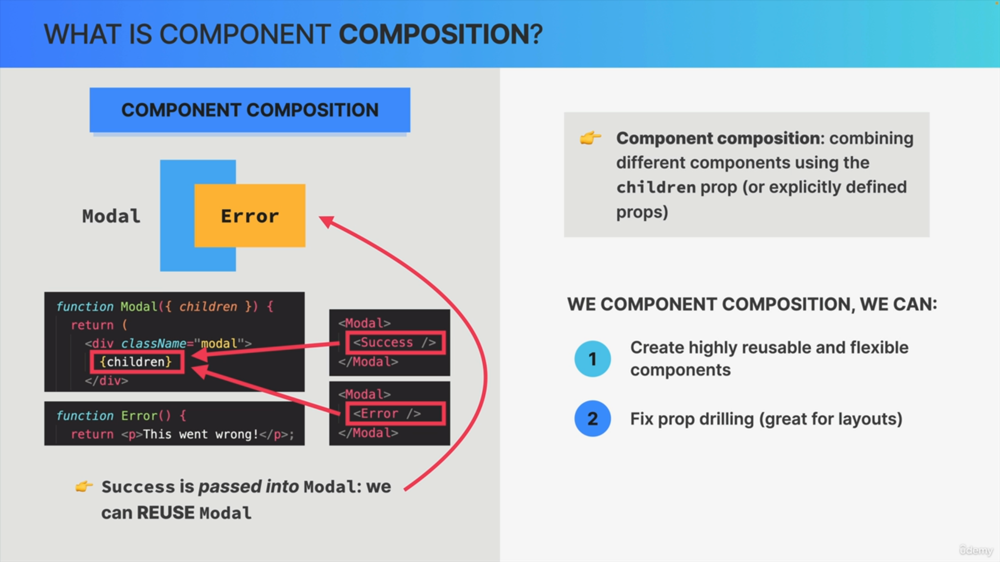 WHAT IS COMPONENT COMPOSITION?
COMPONENT COMPOSITION
Modal
Error
function Modal({ children }) {
return (
<div className="modal">
{children}
</div>
function Error() {
return <p>This went wrong!</p>;
<Modal>
<Success />
</Modal>
<Modal>
<Error />
</Modal>
👉 Success is passed into Modal: we
can REUSE Modal
👉 Component composition: combining
different components using the
children prop (or explicitly defined
props)
WE COMPONENT COMPOSITION, WE CAN:
1 Create highly reusable and flexible
components
2 Fix prop drilling (great for layouts)
ûdemy